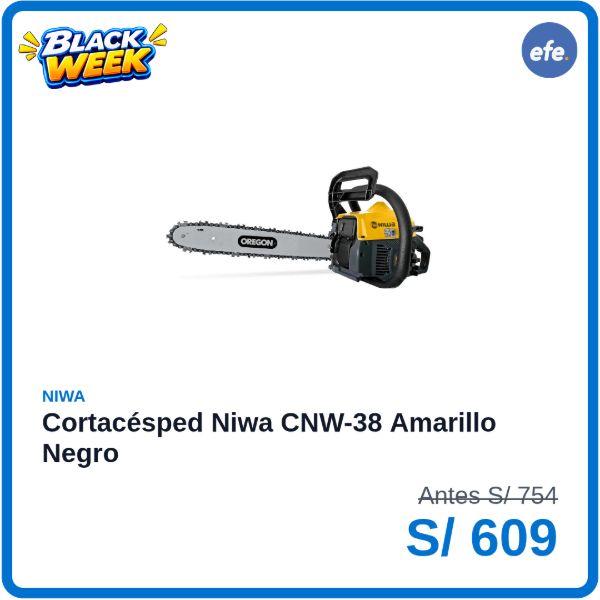 BLACK
WEEK
efe.
OREGON
NIWA
NIWA
Cortacésped Niwa CNW-38 Amarillo
Negro
Antes S/ 754
S/ 609